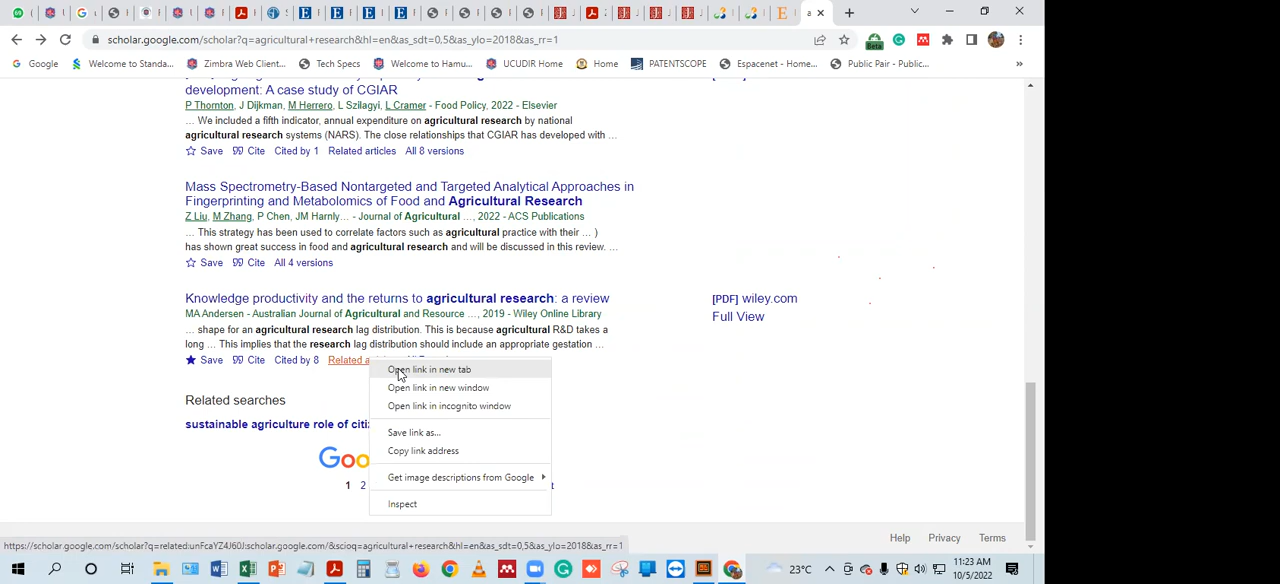 scholar.google.com/scholar?q=agricultural+research&hl=en&as_sdt=0,5&as_ylo=2018&as_rr=1
Beta
Google
Welcome to Standa...
Zimbra Web Client...
Tech Specs
Welcome to Hamu...
UCUDIR Home
Home
PATENTSCOPE
Espacenet - Home...
Public Pair - Public...
»
development: A case study of CGIAR
P Thornton, J Dijkman, M Herrero, L Szilagyi, L Cramer - Food Policy, 2022 - Elsevier
... We included a fifth indicator, annual expenditure on agricultural research by national
agricultural research systems (NARS). The close relationships that CGIAR has developed with ...
Save Cite Cited by 1 Related articles All 8 versions
Mass Spectrometry-Based Nontargeted and Targeted Analytical Approaches in
Fingerprinting and Metabolomics of Food and Agricultural Research
Z Liu, M Zhang, P Chen, JM Harnly... - Journal of Agricultural ..., 2022 - ACS Publications
... This strategy has been used to correlate factors such as agricultural practice with their ... )
has shown great success in food and agricultural research and will be discussed in this review. ...
Save Cite All 4 versions
Knowledge productivity and the returns to agricultural research: a review
[PDF] wiley.com
MA Andersen - Australian Journal of Agricultural and Resource ..., 2019 - Wiley Online Library
Full View
... shape for an agricultural research lag distribution. This is because agricultural R&D takes a
long ... This implies that the research lag distribution should include an appropriate gestation ...
Save Cite Cited by 8 Related a
Open link in new tab
Open link in new window
Open link in incognito window
Save link as...
Copy link address
Get image descriptions from Google
Inspect
Related searches
sustainable agriculture role of citi
Goo
1 2
t
Help Privacy Terms
https://scholar.google.com/scholar?q=related:unFcaYZ4J60J:scholar.google.com/&scioq=agricultural+research&hl=en&as_sdt=0,5&as_ylo=2018&as_rr=1
23°C
11:23 AM
10/5/2022